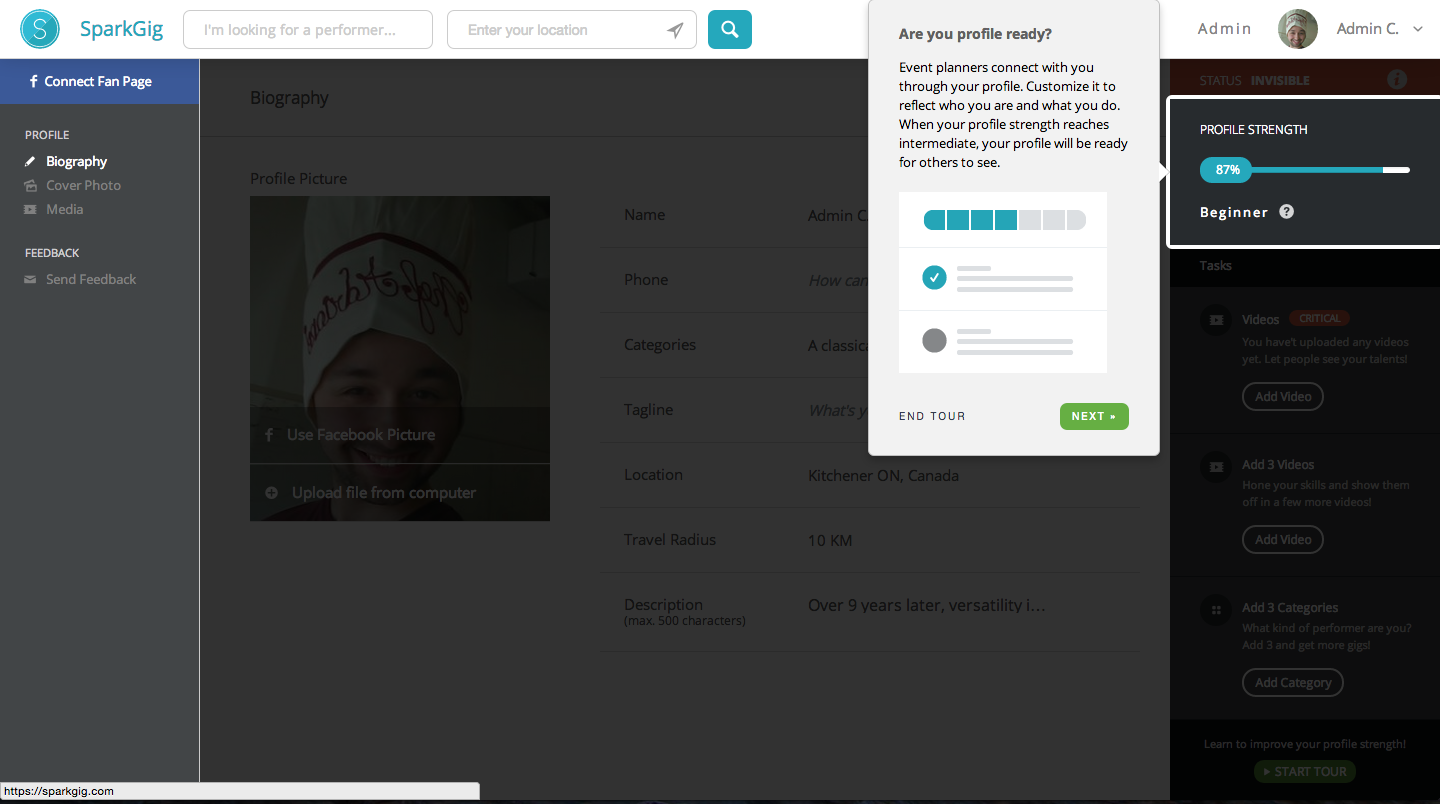 SparkGig
I'm looking for a performer...
Enter your location
Admin
Admin C.
Connect Fan Page
PROFILE
Biography
Cover Photo
Media
FEEDBACK
Send Feedback
Biography
Profile Picture
Use Facebook Picture
Upload file from computer
Name
Admin C
Phone
How can
Categories
A classica
Tagline
What's y
Location
Kitchener ON, Canada
Travel Radius
10 KM
Description
(max. 500 characters)
Over 9 years later, versatility i...
Are you profile ready?
Event planners connect with you
through your profile. Customize it to
reflect who you are and what you do.
When your profile strength reaches
intermediate, your profile will be ready
for others to see.
END TOUR
NEXT »
STATUS INVISIBLE
PROFILE STRENGTH
87%
Beginner ?
Tasks
Videos CRITICAL
You have't uploaded any videos
yet. Let people see your talents!
Add Video
Add 3 Videos
Hone your skills and show them
off in a few more videos!
Add Video
Add 3 Categories
What kind of performer are you?
Add 3 and get more gigs!
Add Category
Learn to improve your profile strength!
START TOUR
https://sparkgig.com